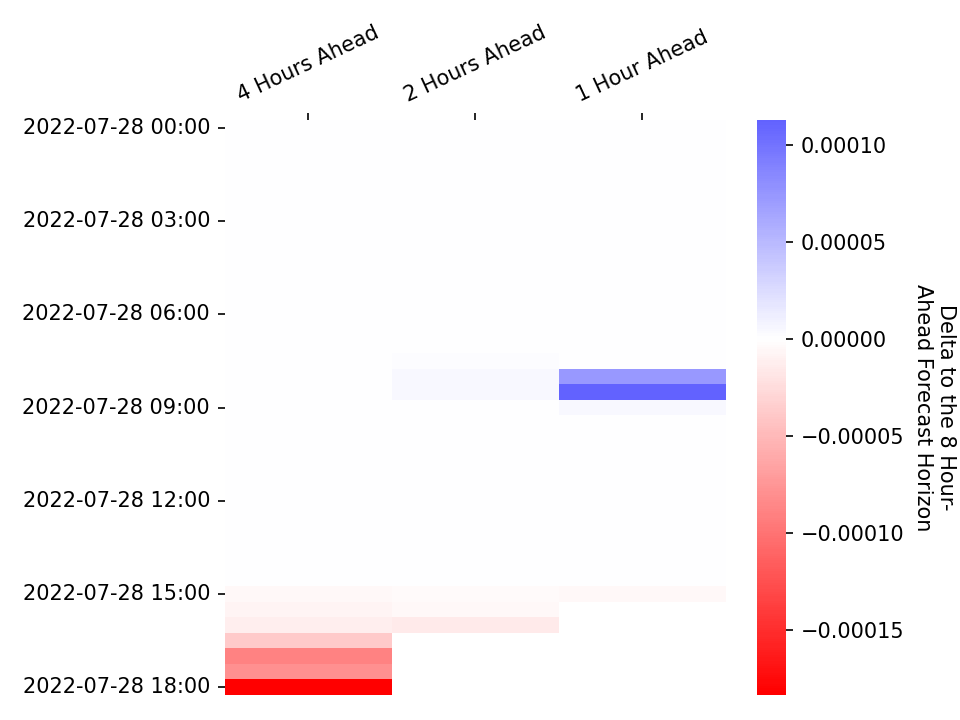 4 Hours Ahead
2 Hours Ahead
1 Hour Ahead
2022-07-28 00:00
2022-07-28 03:00
2022-07-28 06:00
2022-07-28 09:00
2022-07-28 12:00
2022-07-28 15:00
2022-07-28 18:00
0.00010
0.00005
0.00000
−0.00005
−0.00010
−0.00015
Delta to the 8 Hour-
Ahead Forecast Horizon